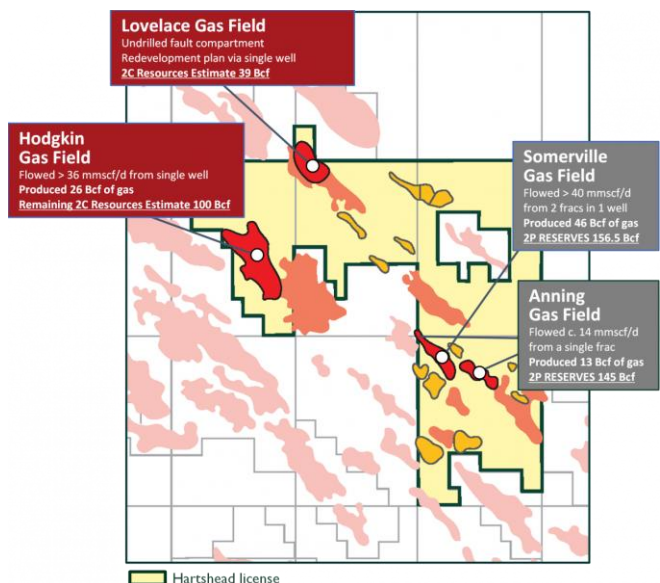 Lovelace Gas Field
Undrilled fault compartment
Redevelopment plan via single well
2C Resources Estimate 39 Bcf
Hodgkin
Gas Field
Flowed > 36 mmscf/d from single well
Produced 26 Bcf of gas
Remaining 2C Resources Estimate 100 Bcf
Somerville
Gas Field
Flowed > 40 mmscf/d
from 2 fracs in 1 well
Produced 46 Bcf of gas
2P RESERVES 156.5 Bcf
Anning
Gas Field
Flowed c. 14 mmscf/d
from a single frac
Produced 13 Bcf of gas
2P RESERVES 145 Bcf
Hartshead license